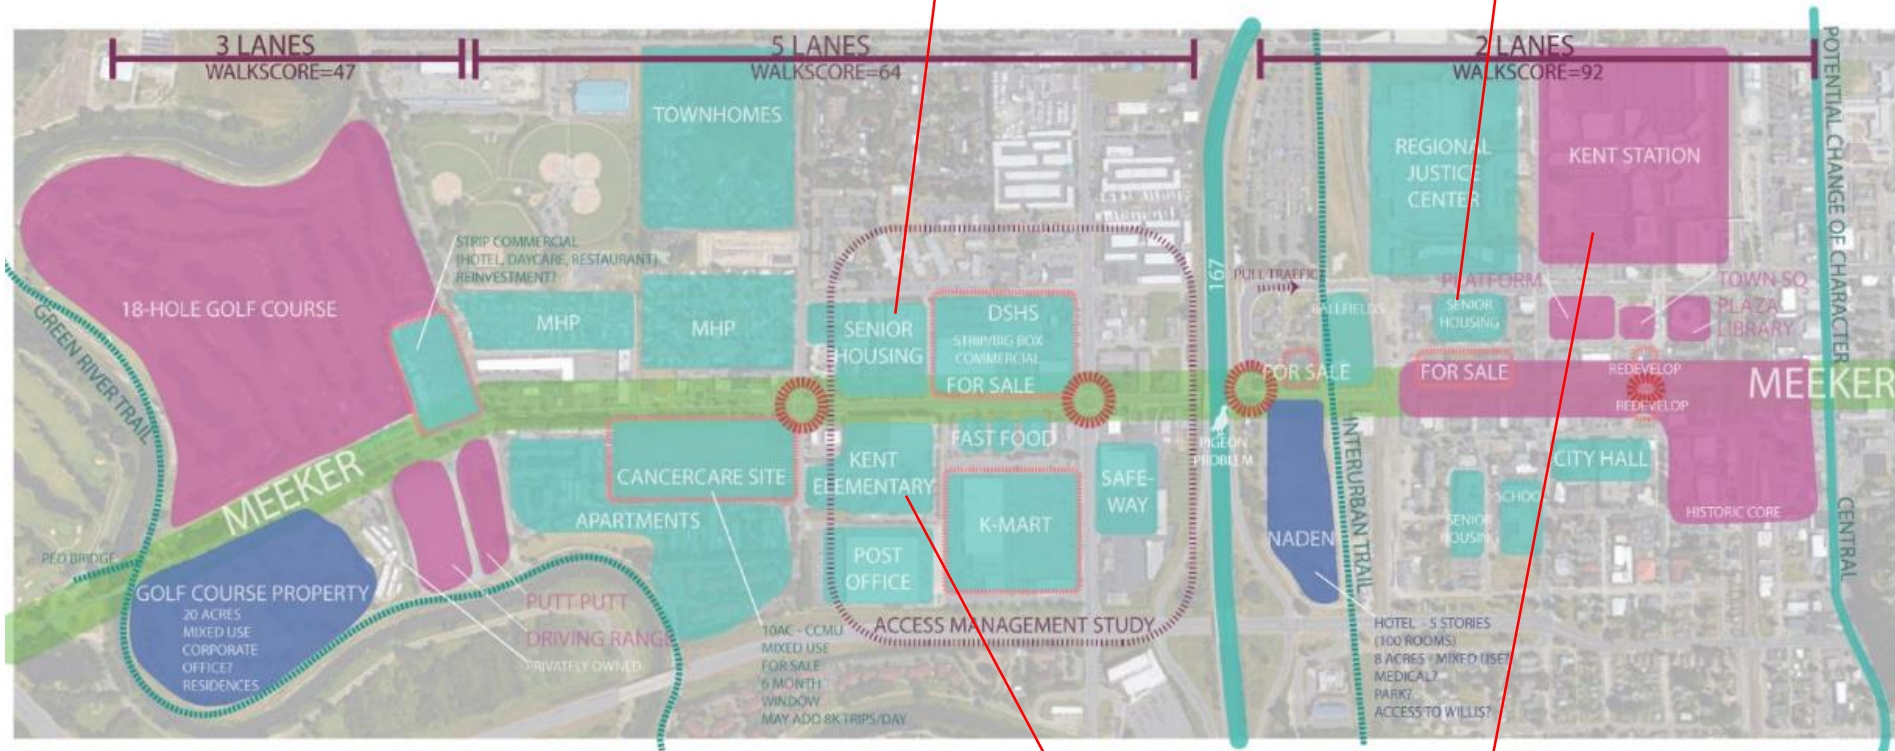 3 LANES
WALKSCORE=47
5 LANES
WALKSCORE=64
2 LANES
WALKSCORE=92
POTENTIAL CHANGE OF CHARACTER
TOWNHOMES
REGIONAL
JUSTICE
CENTER
KENT STATION
STRIP COMMERCIAL
(HOTEL, DAYCARE, RESTAURANT)
REINVESTMENT?
167
PULL TRAFFIC
PLATFORM
TOWN SQ
PLAZA
LIBRARY
18-HOLE GOLF COURSE
GREEN RIVER TRAIL
MHP
MHP
SENIOR
HOUSING
DSHS
STRIP/BIG BOX
COMMERCIAL
FOR SALE
BALLFIELDS
SENIOR
HOUSING
FOR SALE
FOR SALE
REDEVELOP
REDEVELOP
MEEKER
MEEKER
CANCERCARE SITE
APARTMENTS
KENT
ELEMENTARY
FAST FOOD
SAFE-
WAY
K-MART
POST
OFFICE
PIGEON
PROBLEM
INTERURBAN TRAIL
CITY HALL
SCHOOL
SENIOR
HOUSING
HISTORIC CORE
CENTRAL
NADEN
PED BRIDGE
GOLF COURSE PROPERTY
20 ACRES
MIXED USE
CORPORATE
OFFICE?
RESIDENCES
PUTT PUTT
DRIVING RANGE
PRIVATELY OWNED
ACCESS MANAGEMENT STUDY
10AC - CCMU
MIXED USE
FOR SALE
6 MONTH
WINDOW
MAY ADD 8K TRIPS/DAY
HOTEL - 5 STORIES
(100 ROOMS)
8 ACRES - MIXED USE?
MEDICAL?
PARK?
ACCESS TO WILLIS?